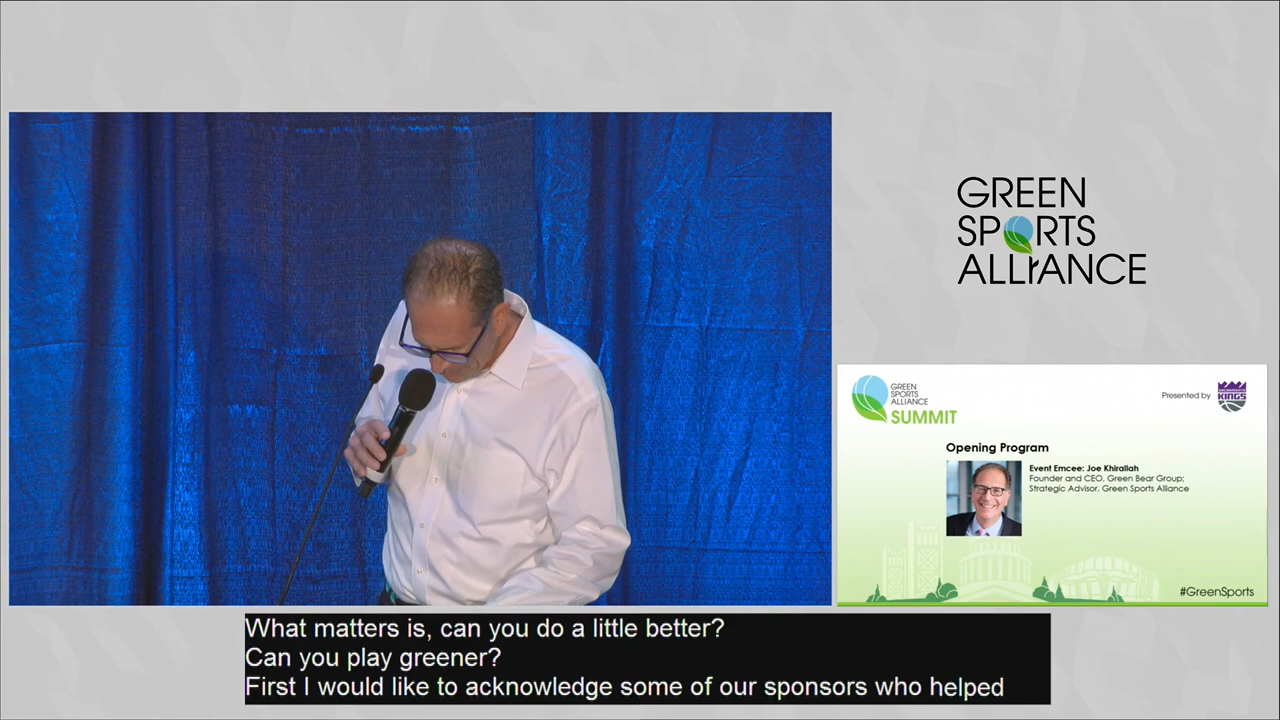 GREEN
SPORTS
ALLIANCE
GREEN
SPORTS
ALLIANCE
SUMMIT
Presented by
SACRAMENTO
KINGS
Opening Program
Event Emcee: Joe Khirallah
Founder and CEO, Green Bear Group;
Strategic Advisor, Green Sports Alliance
#GreenSports
What matters is, can you do a little better?
Can you play greener?
First I would like to acknowledge some of our sponsors who helped